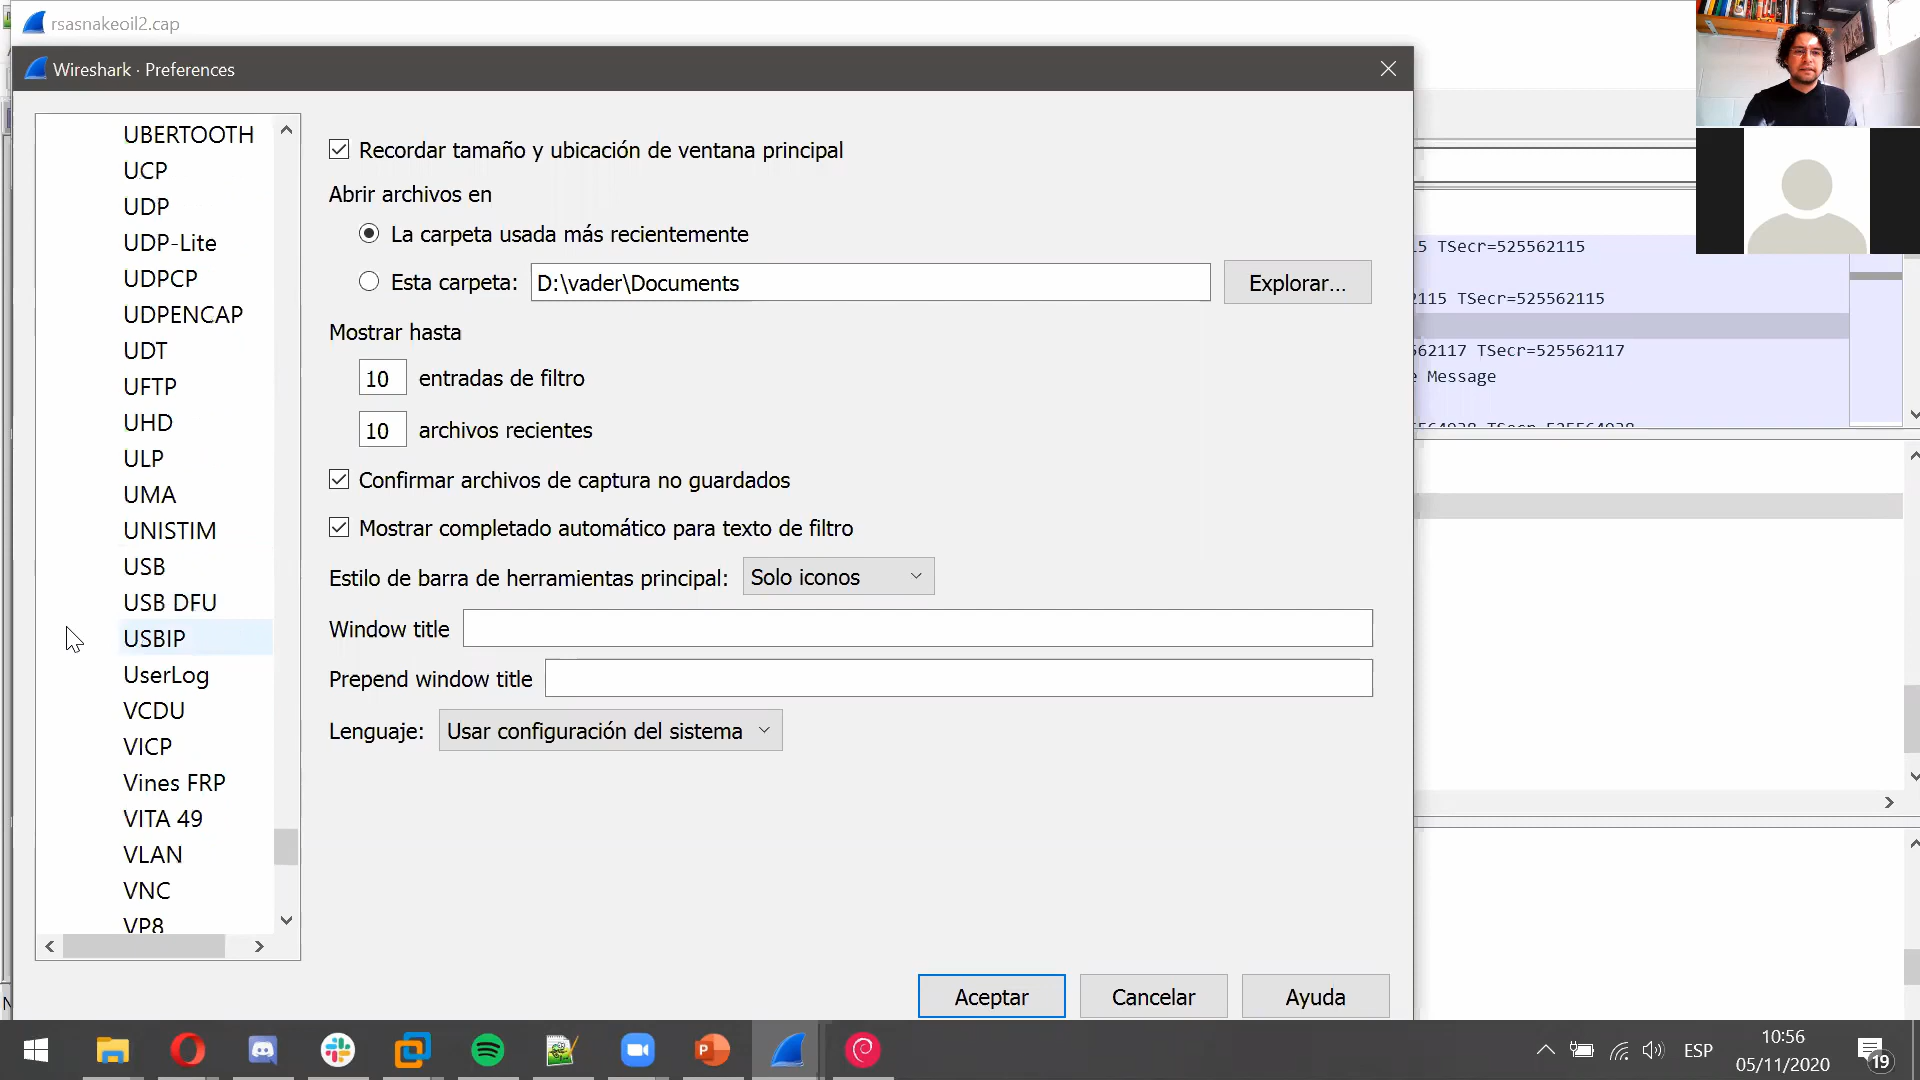 rsasnakeoil2.cap
Wireshark · Preferences
UBERTOOTH
UCP
UDP
UDP-Lite
UDPCP
UDPENCAP
UDT
UFTP
UHD
ULP
UMA
UNISTIM
USB
USB DFU
USBIP
UserLog
VCDU
VICP
Vines FRP
VITA 49
VLAN
VNC
VP8
Recordar tamaño y ubicación de ventana principal
Abrir archivos en
La carpeta usada más recientemente
Esta carpeta: D:\vader\Documents Explorar...
Mostrar hasta
10 entradas de filtro
10 archivos recientes
Confirmar archivos de captura no guardados
Mostrar completado automático para texto de filtro
Estilo de barra de herramientas principal: Solo iconos
Window title
Prepend window title
Lenguaje: Usar configuración del sistema
Aceptar Cancelar Ayuda
5 TSecr=525562115
2115 TSecr=525562115
562117 TSecr=525562117
Message
ESP
10:56
05/11/2020
19